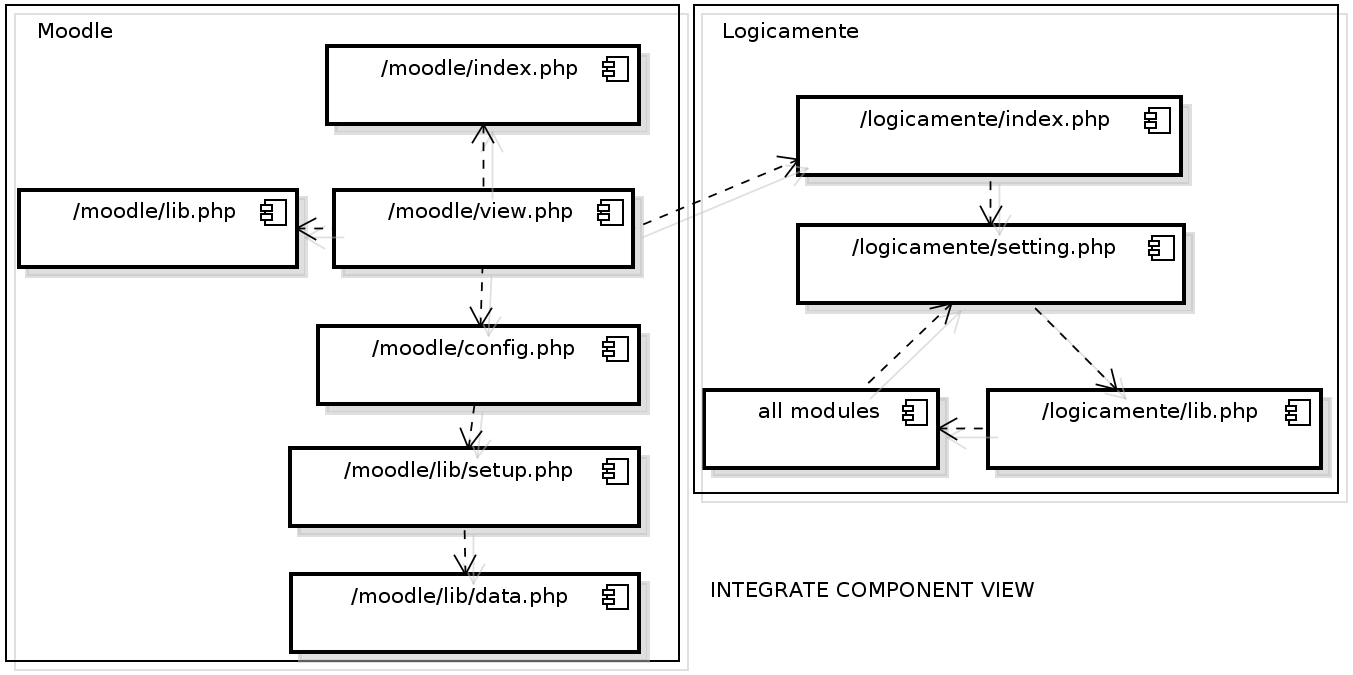 Moodle
/moodle/index.php
/moodle/lib.php
/moodle/view.php
/moodle/config.php
/moodle/lib/setup.php
/moodle/lib/data.php
Logicamente
/logicamente/index.php
/logicamente/setting.php
all modules
/logicamente/lib.php
INTEGRATE COMPONENT VIEW